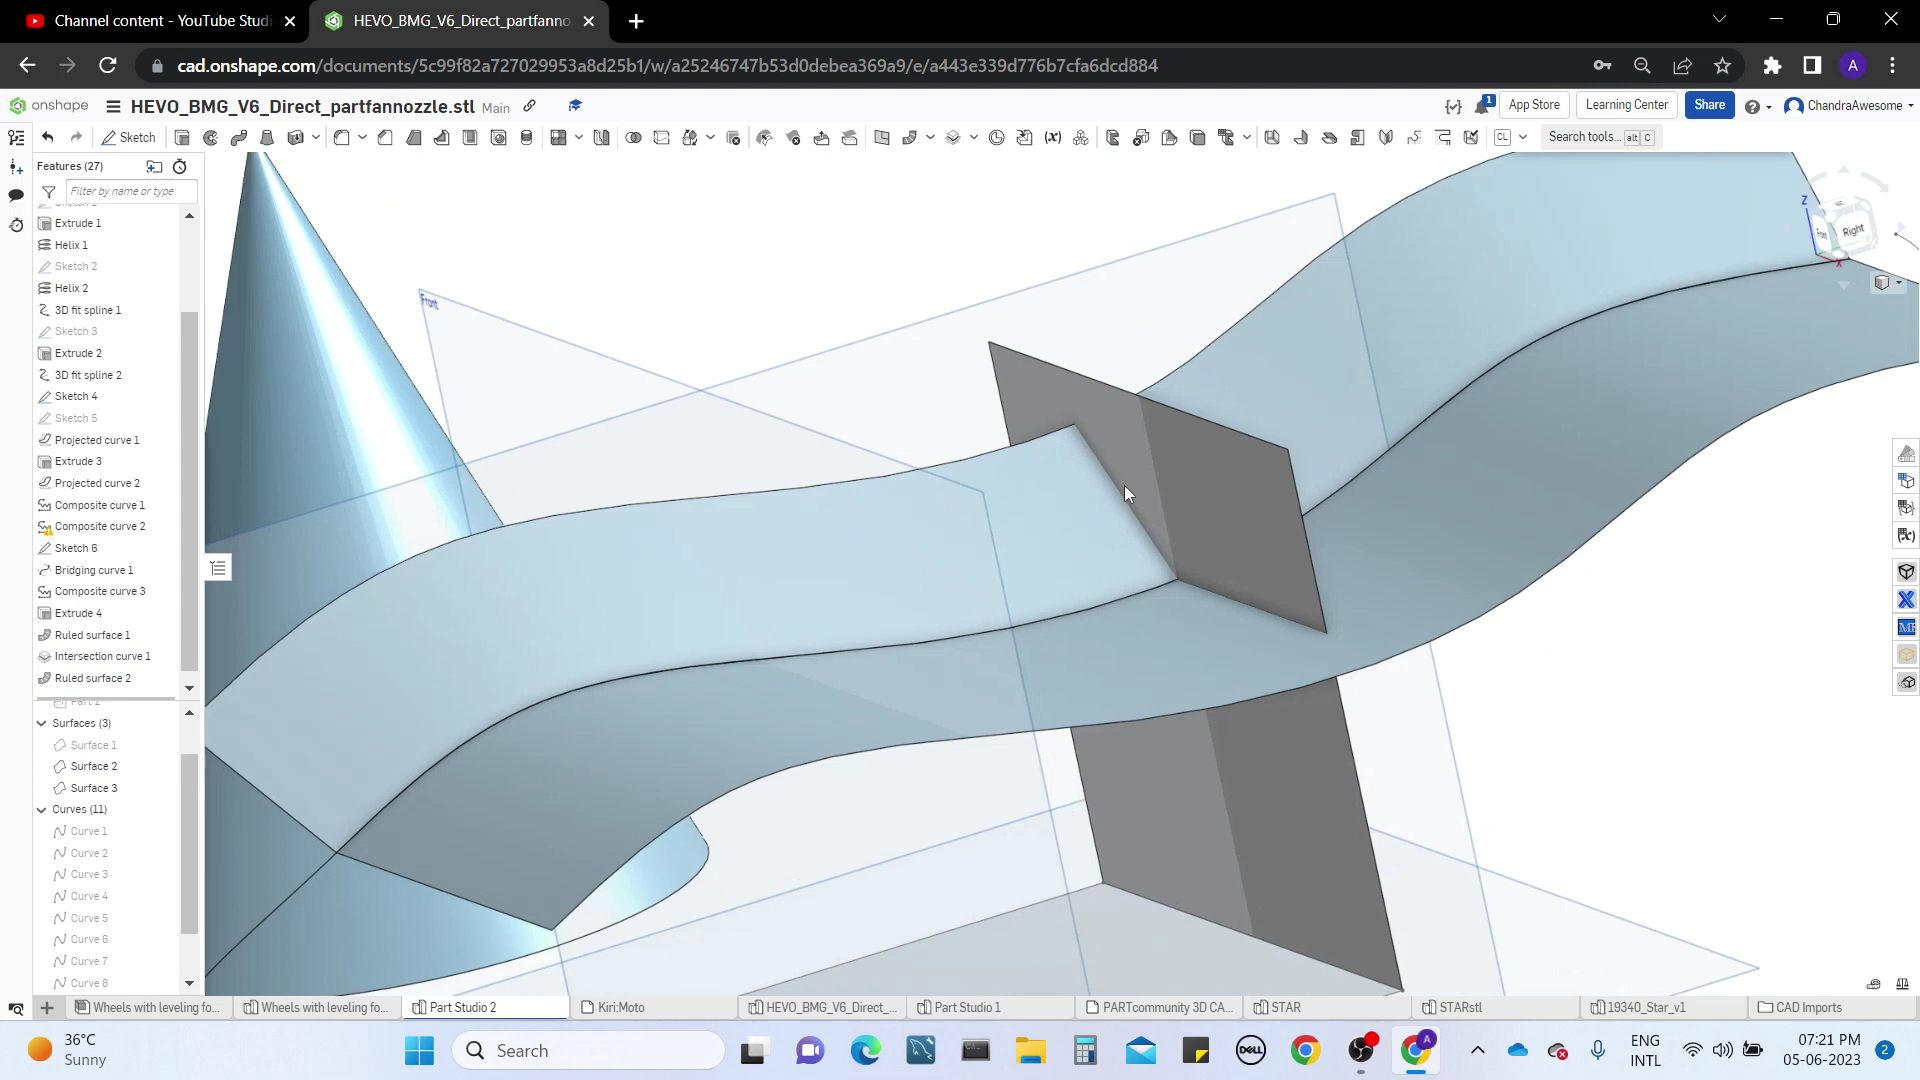 Channel content - YouTube Studi
HEVO_BMG_V6_Direct_partfanno
cad.onshape.com/documents/5c99f82a727029953a8d25b1/w/a25246747b53d0debea369a9/e/a443e339d776b7cfa6dcd884
A
onshape
HEVO_BMG_V6_Direct_partfannozzle.stl Main
1
App Store
Learning Center
Share
ChandraAwesome
Sketch
CL
Search tools... alt C
Features (27)
Filter by name or type
Extrude 1
Helix 1
Sketch 2
Helix 2
3D fit spline 1
Sketch 3
Extrude 2
3D fit spline 2
Sketch 4
Sketch 5
Projected curve 1
Extrude 3
Projected curve 2
Composite curve 1
Composite curve 2
Sketch 6
Bridging curve 1
Composite curve 3
Extrude 4
Ruled surface 1
Intersection curve 1
Ruled surface 2
Part 2
Surfaces (3)
Surface 1
Surface 2
Surface 3
Curves (11)
Curve 1
Curve 2
Curve 3
Curve 4
Curve 5
Curve 6
Curve 7
Curve 8
Front
Z
Front
Right
X
Wheels with leveling fo...
Wheels with leveling fo...
Part Studio 2
Kiri:Moto
HEVO_BMG_V6_Direct_...
Part Studio 1
PARTcommunity 3D CA...
STAR
STARstl
19340_Star_v1
CAD Imports
36°C
Sunny
Search
DELL
A
ENG
INTL
07:21 PM
05-06-2023
2